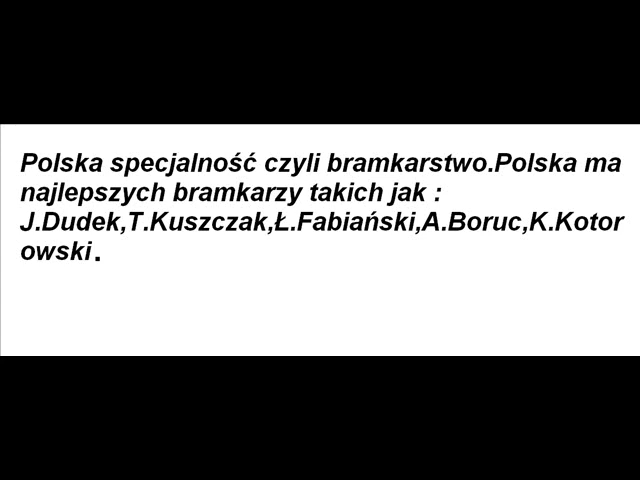 Polska specjalność czyli bramkarstwo.Polska ma
najlepszych bramkarzy takich jak :
J.Dudek,T.Kuszczak,Ł.Fabiański,A.Boruc,K.Kotor
owski.